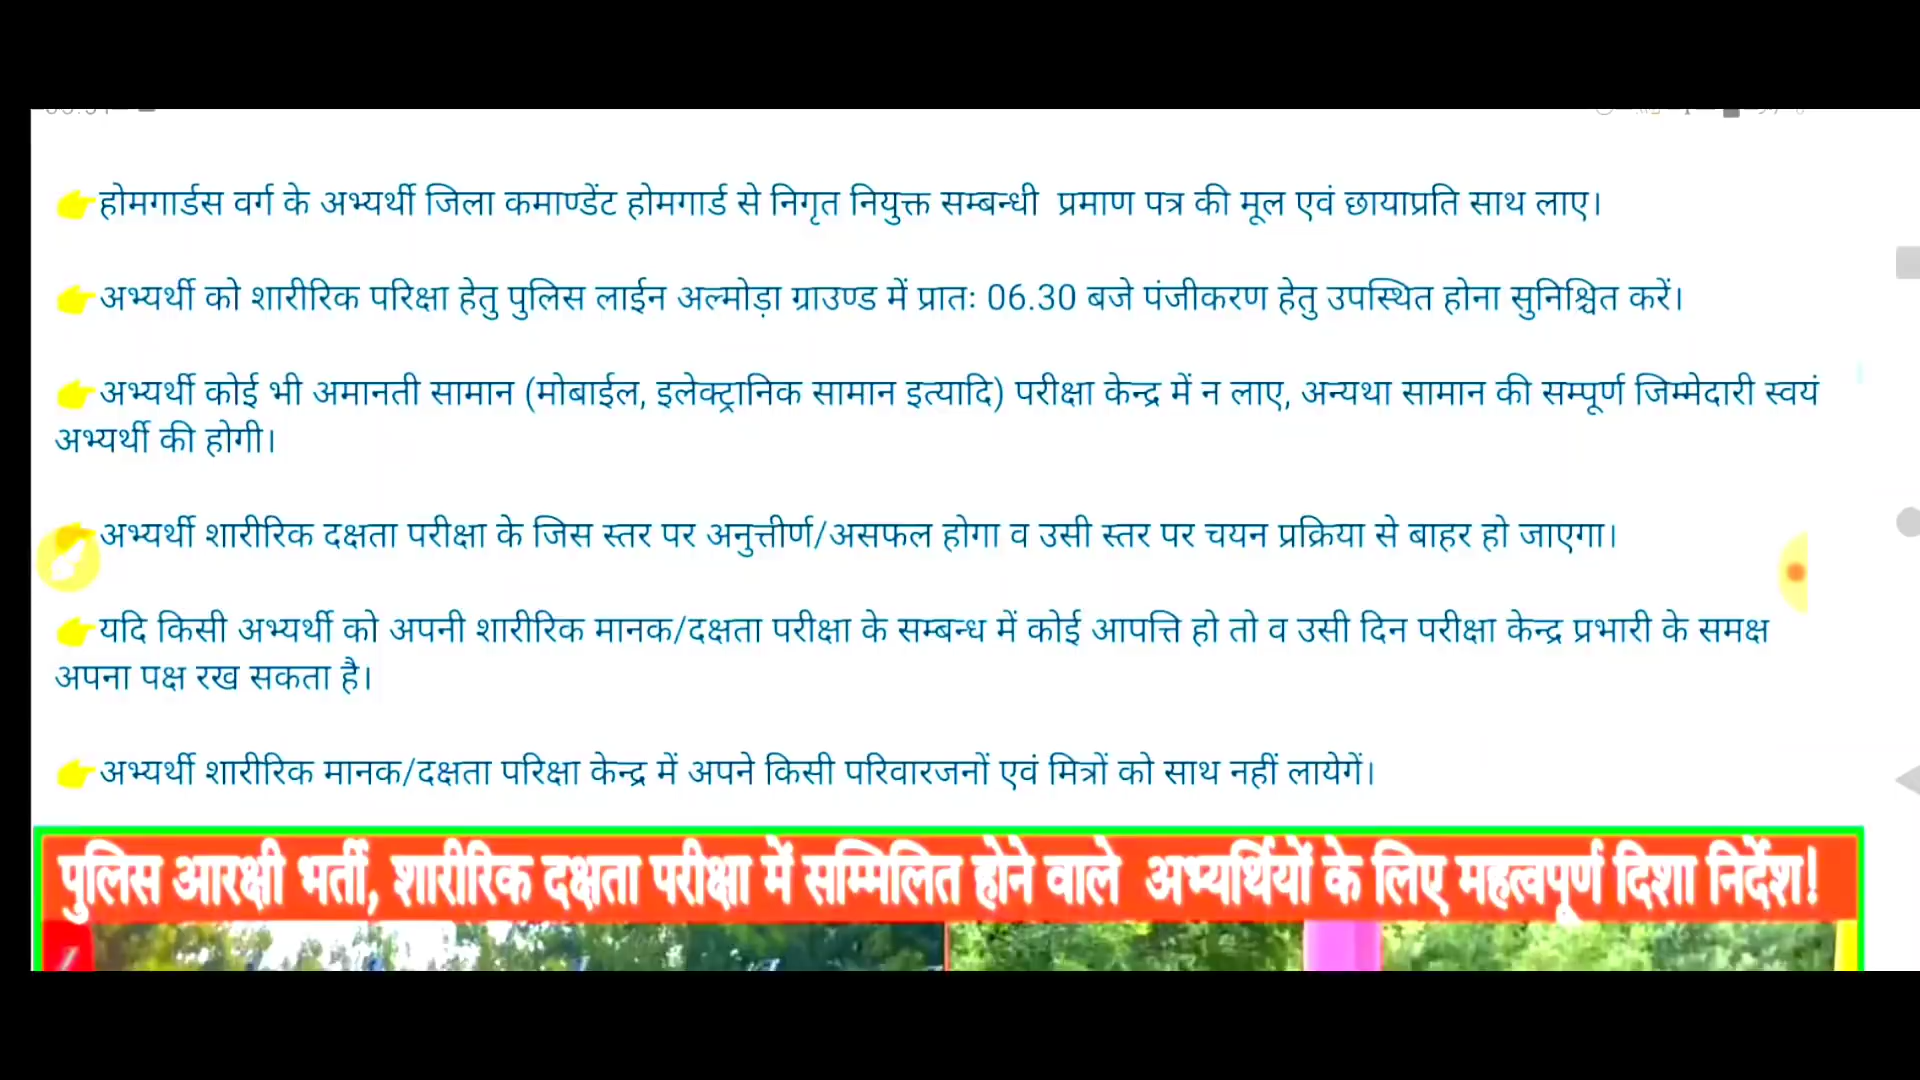 👉होमगार्डस वर्ग के अभ्यर्थी जिला कमाण्डेंट होमगार्ड से निगृत नियुक्त सम्बन्धी प्रमाण पत्र की मूल एवं छायाप्रति साथ लाए।
👉अभ्यर्थी को शारीरिक परिक्षा हेतु पुलिस लाईन अल्मोड़ा ग्राउण्ड में प्रातः 06.30 बजे पंजीकरण हेतु उपस्थित होना सुनिश्चित करें।
👉अभ्यर्थी कोई भी अमानती सामान (मोबाईल, इलेक्ट्रानिक सामान इत्यादि) परीक्षा केन्द्र में न लाए, अन्यथा सामान की सम्पूर्ण जिम्मेदारी स्वयं
अभ्यर्थी की होगी।
👉अभ्यर्थी शारीरिक दक्षता परीक्षा के जिस स्तर पर अनुत्तीर्ण/असफल होगा व उसी स्तर पर चयन प्रक्रिया से बाहर हो जाएगा।
👉यदि किसी अभ्यर्थी को अपनी शारीरिक मानक/दक्षता परीक्षा के सम्बन्ध में कोई आपत्ति हो तो व उसी दिन परीक्षा केन्द्र प्रभारी के समक्ष
अपना पक्ष रख सकता है।
👉अभ्यर्थी शारीरिक मानक/दक्षता परिक्षा केन्द्र में अपने किसी परिवारजनों एवं मित्रों को साथ नहीं लायेगें।
पुलिस आरक्षी भर्ती, शारीरिक दक्षता परीक्षा में सम्मिलित होने वाले अभ्यर्थियों के लिए महत्वपूर्ण दिशा निर्देश!